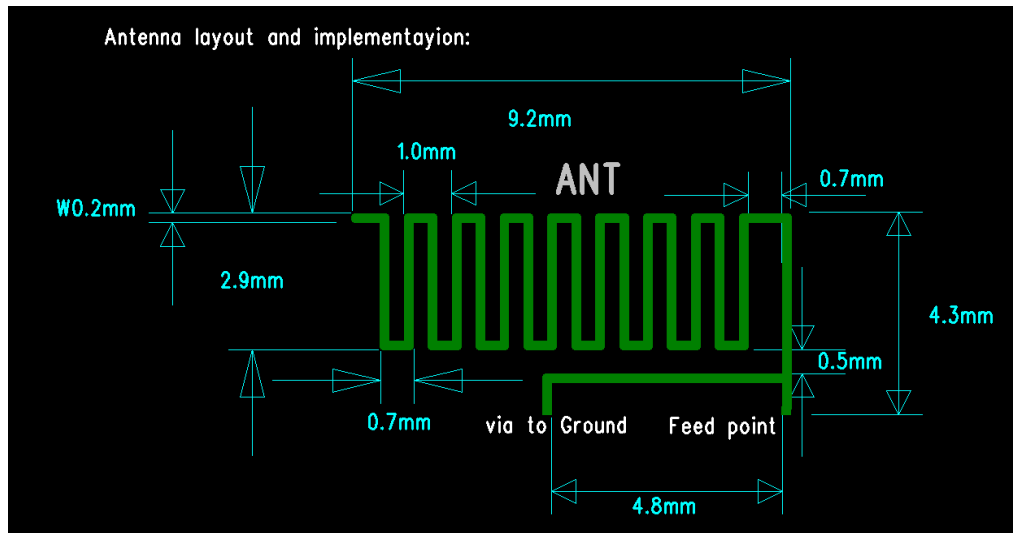 Antenna layout and implementayion:
9.2mm
1.0mm
ANT
0.7mm
W0.2mm
2.9mm
4.3mm
0.5mm
0.7mm
via to Ground
Feed point
4.8mm